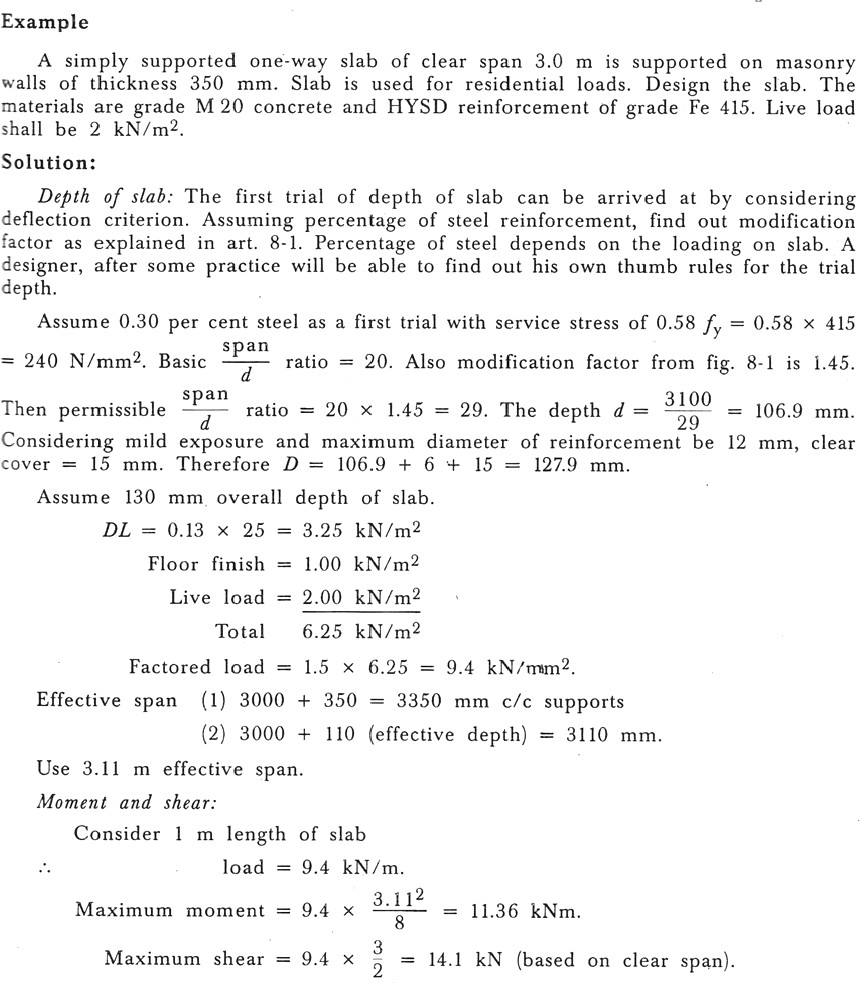 Example
A simply supported one-way slab of clear span 3.0 m is supported on masonry
walls of thickness 350 mm. Slab is used for residential loads. Design the slab. The
materials are grade M 20 concrete and HYSD reinforcement of grade Fe 415. Live load
shall be 2 kN/m².
Solution:
Depth of slab: The first trial of depth of slab can be arrived at by considering
deflection criterion. Assuming percentage of steel reinforcement, find out modification
factor as explained in art. 8-1. Percentage of steel depends on the loading on slab. A
designer, after some practice will be able to find out his own thumb rules for the trial
depth.
Assume 0.30 per cent steel as a first trial with service stress of 0.58 fy = 0.58 × 415
= 240 N/mm². Basic span/d ratio = 20. Also modification factor from fig. 8-1 is 1.45.
Then permissible span/d ratio = 20 × 1.45 = 29. The depth d = 3100/29 = 106.9 mm.
Considering mild exposure and maximum diameter of reinforcement be 12 mm, clear
cover = 15 mm. Therefore D = 106.9 + 6 + 15 = 127.9 mm.
Assume 130 mm overall depth of slab.
DL = 0.13 × 25 = 3.25 kN/m²
Floor finish = 1.00 kN/m²
Live load = 2.00 kN/m²
Total 6.25 kN/m²
Factored load = 1.5 × 6.25 = 9.4 kN/mm².
Effective span (1) 3000 + 350 = 3350 mm c/c supports
(2) 3000 + 110 (effective depth) = 3110 mm.
Use 3.11 m effective span.
Moment and shear:
Consider 1 m length of slab
∴ load = 9.4 kN/m.
Maximum moment = 9.4 × 3.11²/8 = 11.36 kNm.
Maximum shear = 9.4 × 3/2 = 14.1 kN (based on clear span).